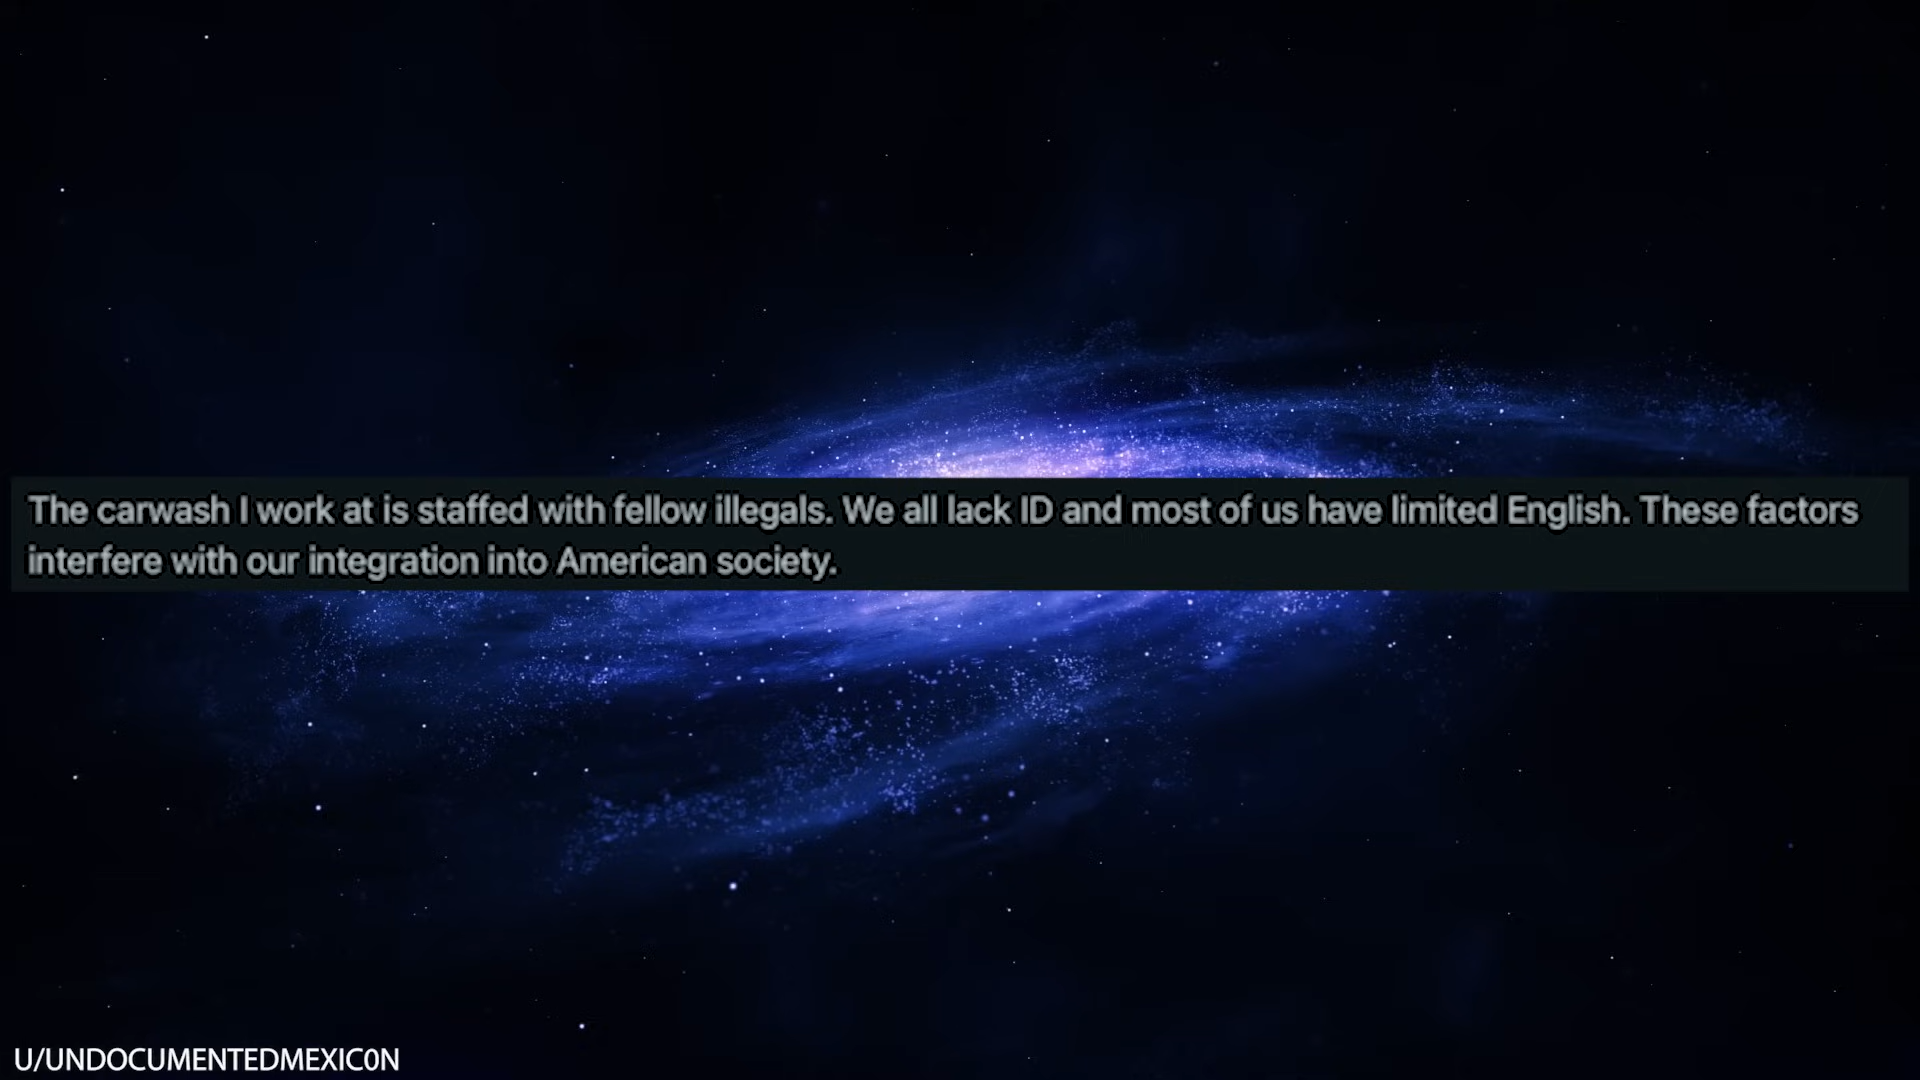 The carwash I work at is staffed with fellow illegals. We all lack ID and most of us have limited English. These factors
interfere with our integration into American society.
U/UNDOCUMENTEDMEXIC0N